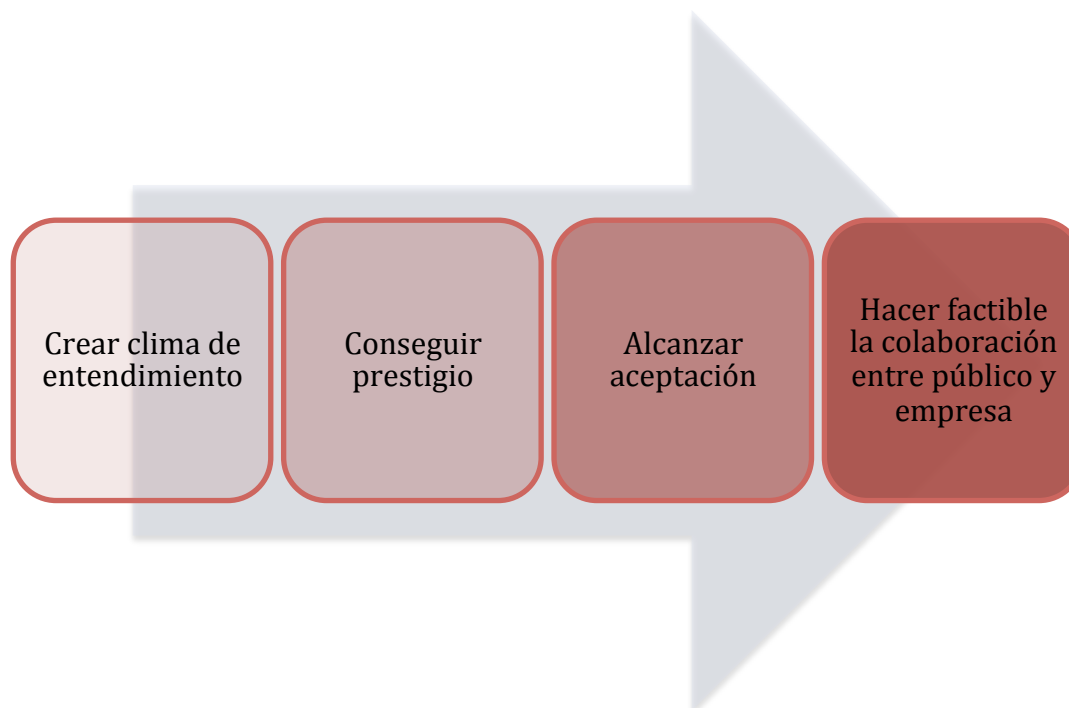 Crear clima de
entendimiento
Conseguir
prestigio
Alcanzar
aceptación
Hacer factible
la colaboración
entre público y
empresa